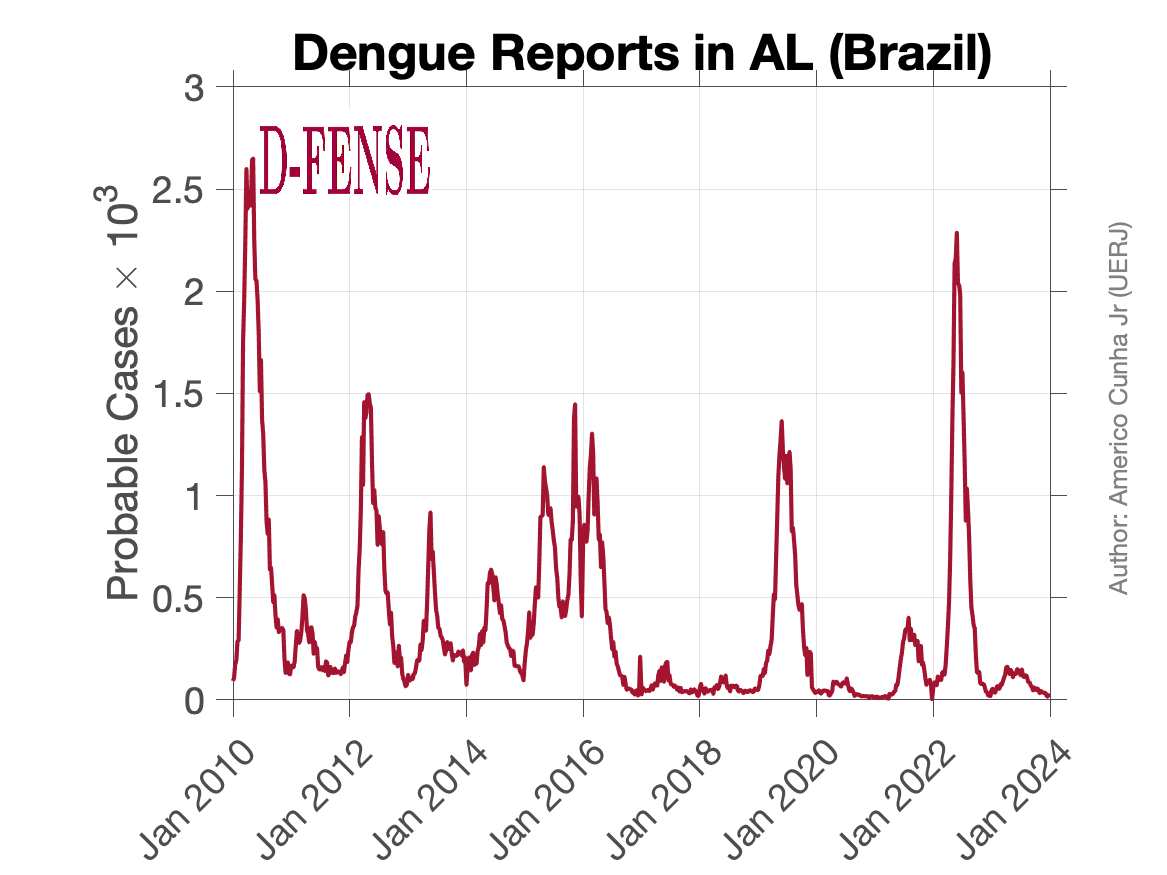 Dengue Reports in AL (Brazil)
D-FENSE
Probable Cases × 10³
3
2.5
2
1.5
1
0.5
0
Jan 2010
Jan 2012
Jan 2014
Jan 2016
Jan 2018
Jan 2020
Jan 2022
Jan 2024
Author: Americo Cunha Jr (UERJ)